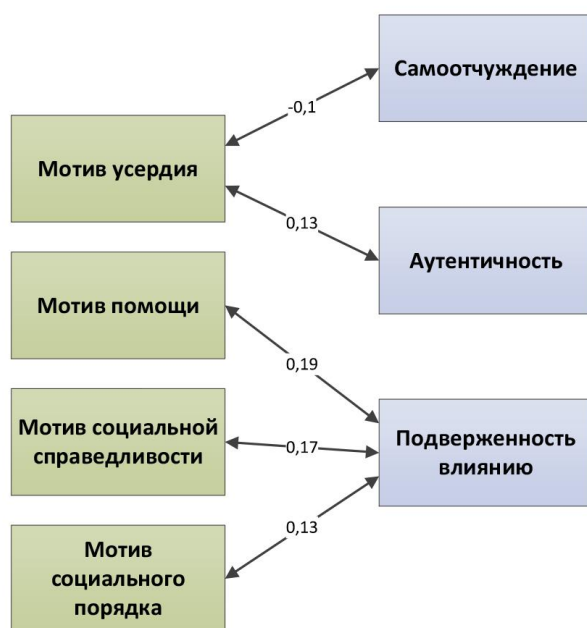 Самоотчуждение
-0,1
Мотив усердия
0,13
Аутентичность
Мотив помощи
0,19
Мотив социальной
справедливости
0,17
Подверженность
влиянию
0,13
Мотив
социального
порядка